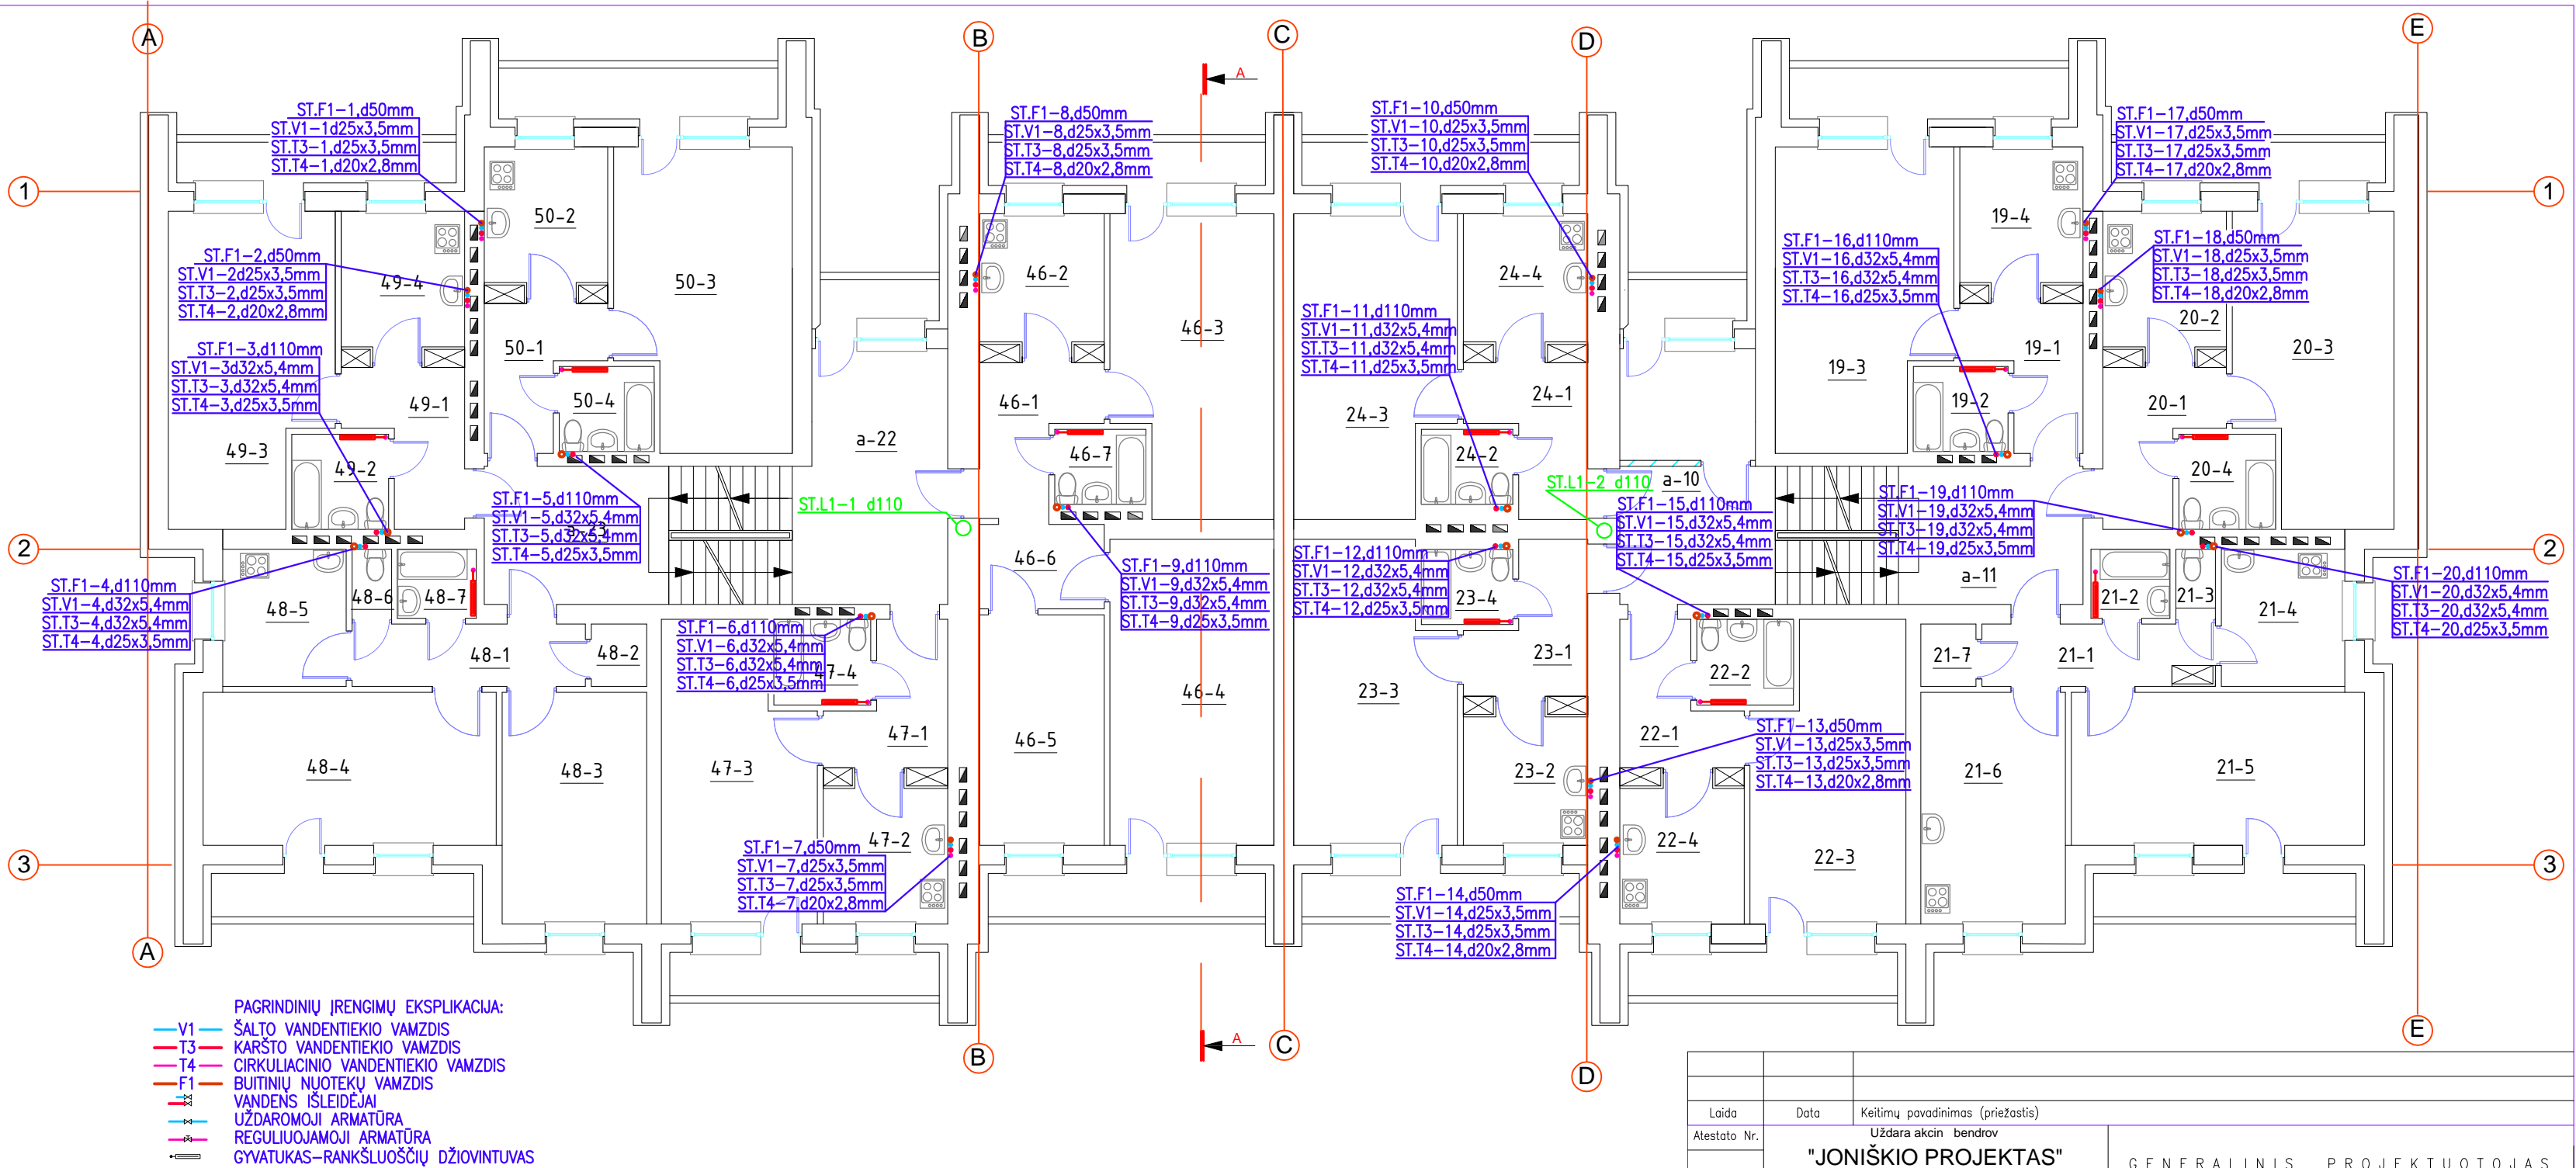 A
B
C
D
E
A
1
1
2
2
3
3
ST.F1-1,d50mm
ST.V1-1d25x3,5mm
ST.T3-1,d25x3,5mm
ST.T4-1,d20x2,8mm
ST.F1-2,d50mm
ST.V1-2d25x3,5mm
ST.T3-2,d25x3,5mm
ST.T4-2,d20x2,8mm
ST.F1-3,d110mm
ST.V1-3d32x5,4mm
ST.T3-3,d32x5,4mm
ST.T4-3,d25x3,5mm
ST.F1-4,d110mm
ST.V1-4,d32x5,4mm
ST.T3-4,d32x5,4mm
ST.T4-4,d25x3,5mm
ST.F1-5,d110mm
ST.V1-5,d32x5,4mm
ST.T3-5,d32x5,4mm
ST.T4-5,d25x3,5mm
ST.F1-6,d110mm
ST.V1-6,d32x5,4mm
ST.T3-6,d32x5,4mm
ST.T4-6,d25x3,5mm
ST.F1-7,d50mm
ST.V1-7,d25x3,5mm
ST.T3-7,d25x3,5mm
ST.T4-7,d20x2,8mm
ST.F1-8,d50mm
ST.V1-8,d25x3,5mm
ST.T3-8,d25x3,5mm
ST.T4-8,d20x2,8mm
ST.F1-9,d110mm
ST.V1-9,d32x5,4mm
ST.T3-9,d32x5,4mm
ST.T4-9,d25x3,5mm
ST.F1-10,d50mm
ST.V1-10,d25x3,5mm
ST.T3-10,d25x3,5mm
ST.T4-10,d20x2,8mm
ST.F1-11,d110mm
ST.V1-11,d32x5,4mm
ST.T3-11,d32x5,4mm
ST.T4-11,d25x3,5mm
ST.F1-12,d110mm
ST.V1-12,d32x5,4mm
ST.T3-12,d32x5,4mm
ST.T4-12,d25x3,5mm
ST.F1-13,d50mm
ST.V1-13,d25x3,5mm
ST.T3-13,d25x3,5mm
ST.T4-13,d20x2,8mm
ST.F1-14,d50mm
ST.V1-14,d25x3,5mm
ST.T3-14,d25x3,5mm
ST.T4-14,d20x2,8mm
ST.F1-15,d110mm
ST.V1-15,d32x5,4mm
ST.T3-15,d32x5,4mm
ST.T4-15,d25x3,5mm
ST.F1-16,d110mm
ST.V1-16,d32x5,4mm
ST.T3-16,d32x5,4mm
ST.T4-16,d25x3,5mm
ST.F1-17,d50mm
ST.V1-17,d25x3,5mm
ST.T3-17,d25x3,5mm
ST.T4-17,d20x2,8mm
ST.F1-18,d50mm
ST.V1-18,d25x3,5mm
ST.T3-18,d25x3,5mm
ST.T4-18,d20x2,8mm
ST.F1-19,d110mm
ST.V1-19,d32x5,4mm
ST.T3-19,d32x5,4mm
ST.T4-19,d25x3,5mm
ST.F1-20,d110mm
ST.V1-20,d32x5,4mm
ST.T3-20,d32x5,4mm
ST.T4-20,d25x3,5mm
ST.L1-1 d110
ST.L1-2 d110
50-2
50-3
50-1
50-4
49-4
49-1
49-3
49-2
48-5
48-6
48-7
48-1
48-2
48-4
48-3
a-22
a-23
47-4
47-1
47-3
47-2
46-2
46-3
46-1
46-7
46-6
46-4
46-5
24-4
24-3
24-1
24-2
23-4
23-1
23-3
23-2
a-10
a-11
22-2
22-1
22-4
22-3
19-4
19-1
19-3
19-2
20-2
20-3
20-1
20-4
21-2
21-3
21-4
21-7
21-1
21-6
21-5
A
B
C
D
E
A
PAGRINDINIŲ ĮRENGIMŲ EKSPLIKACIJA:
V1 ŠALTO VANDENTIEKIO VAMZDIS
T3 KARŠTO VANDENTIEKIO VAMZDIS
T4 CIRKULIACINIO VANDENTIEKIO VAMZDIS
F1 BUITINIŲ NUOTEKŲ VAMZDIS
VANDENS IŠLEIDĖJAI
UŽDAROMOJI ARMATŪRA
REGULIUOJAMOJI ARMATŪRA
GYVATUKAS-RANKŠLUOŠČIŲ DŽIOVINTUVAS
Laida Data Keitimų pavadinimas (priežastis)
Atestato Nr.
Uždara akcin bendrov
"JONIŠKIO PROJEKTAS"
GENERALINIS PROJEKTUOTOJAS